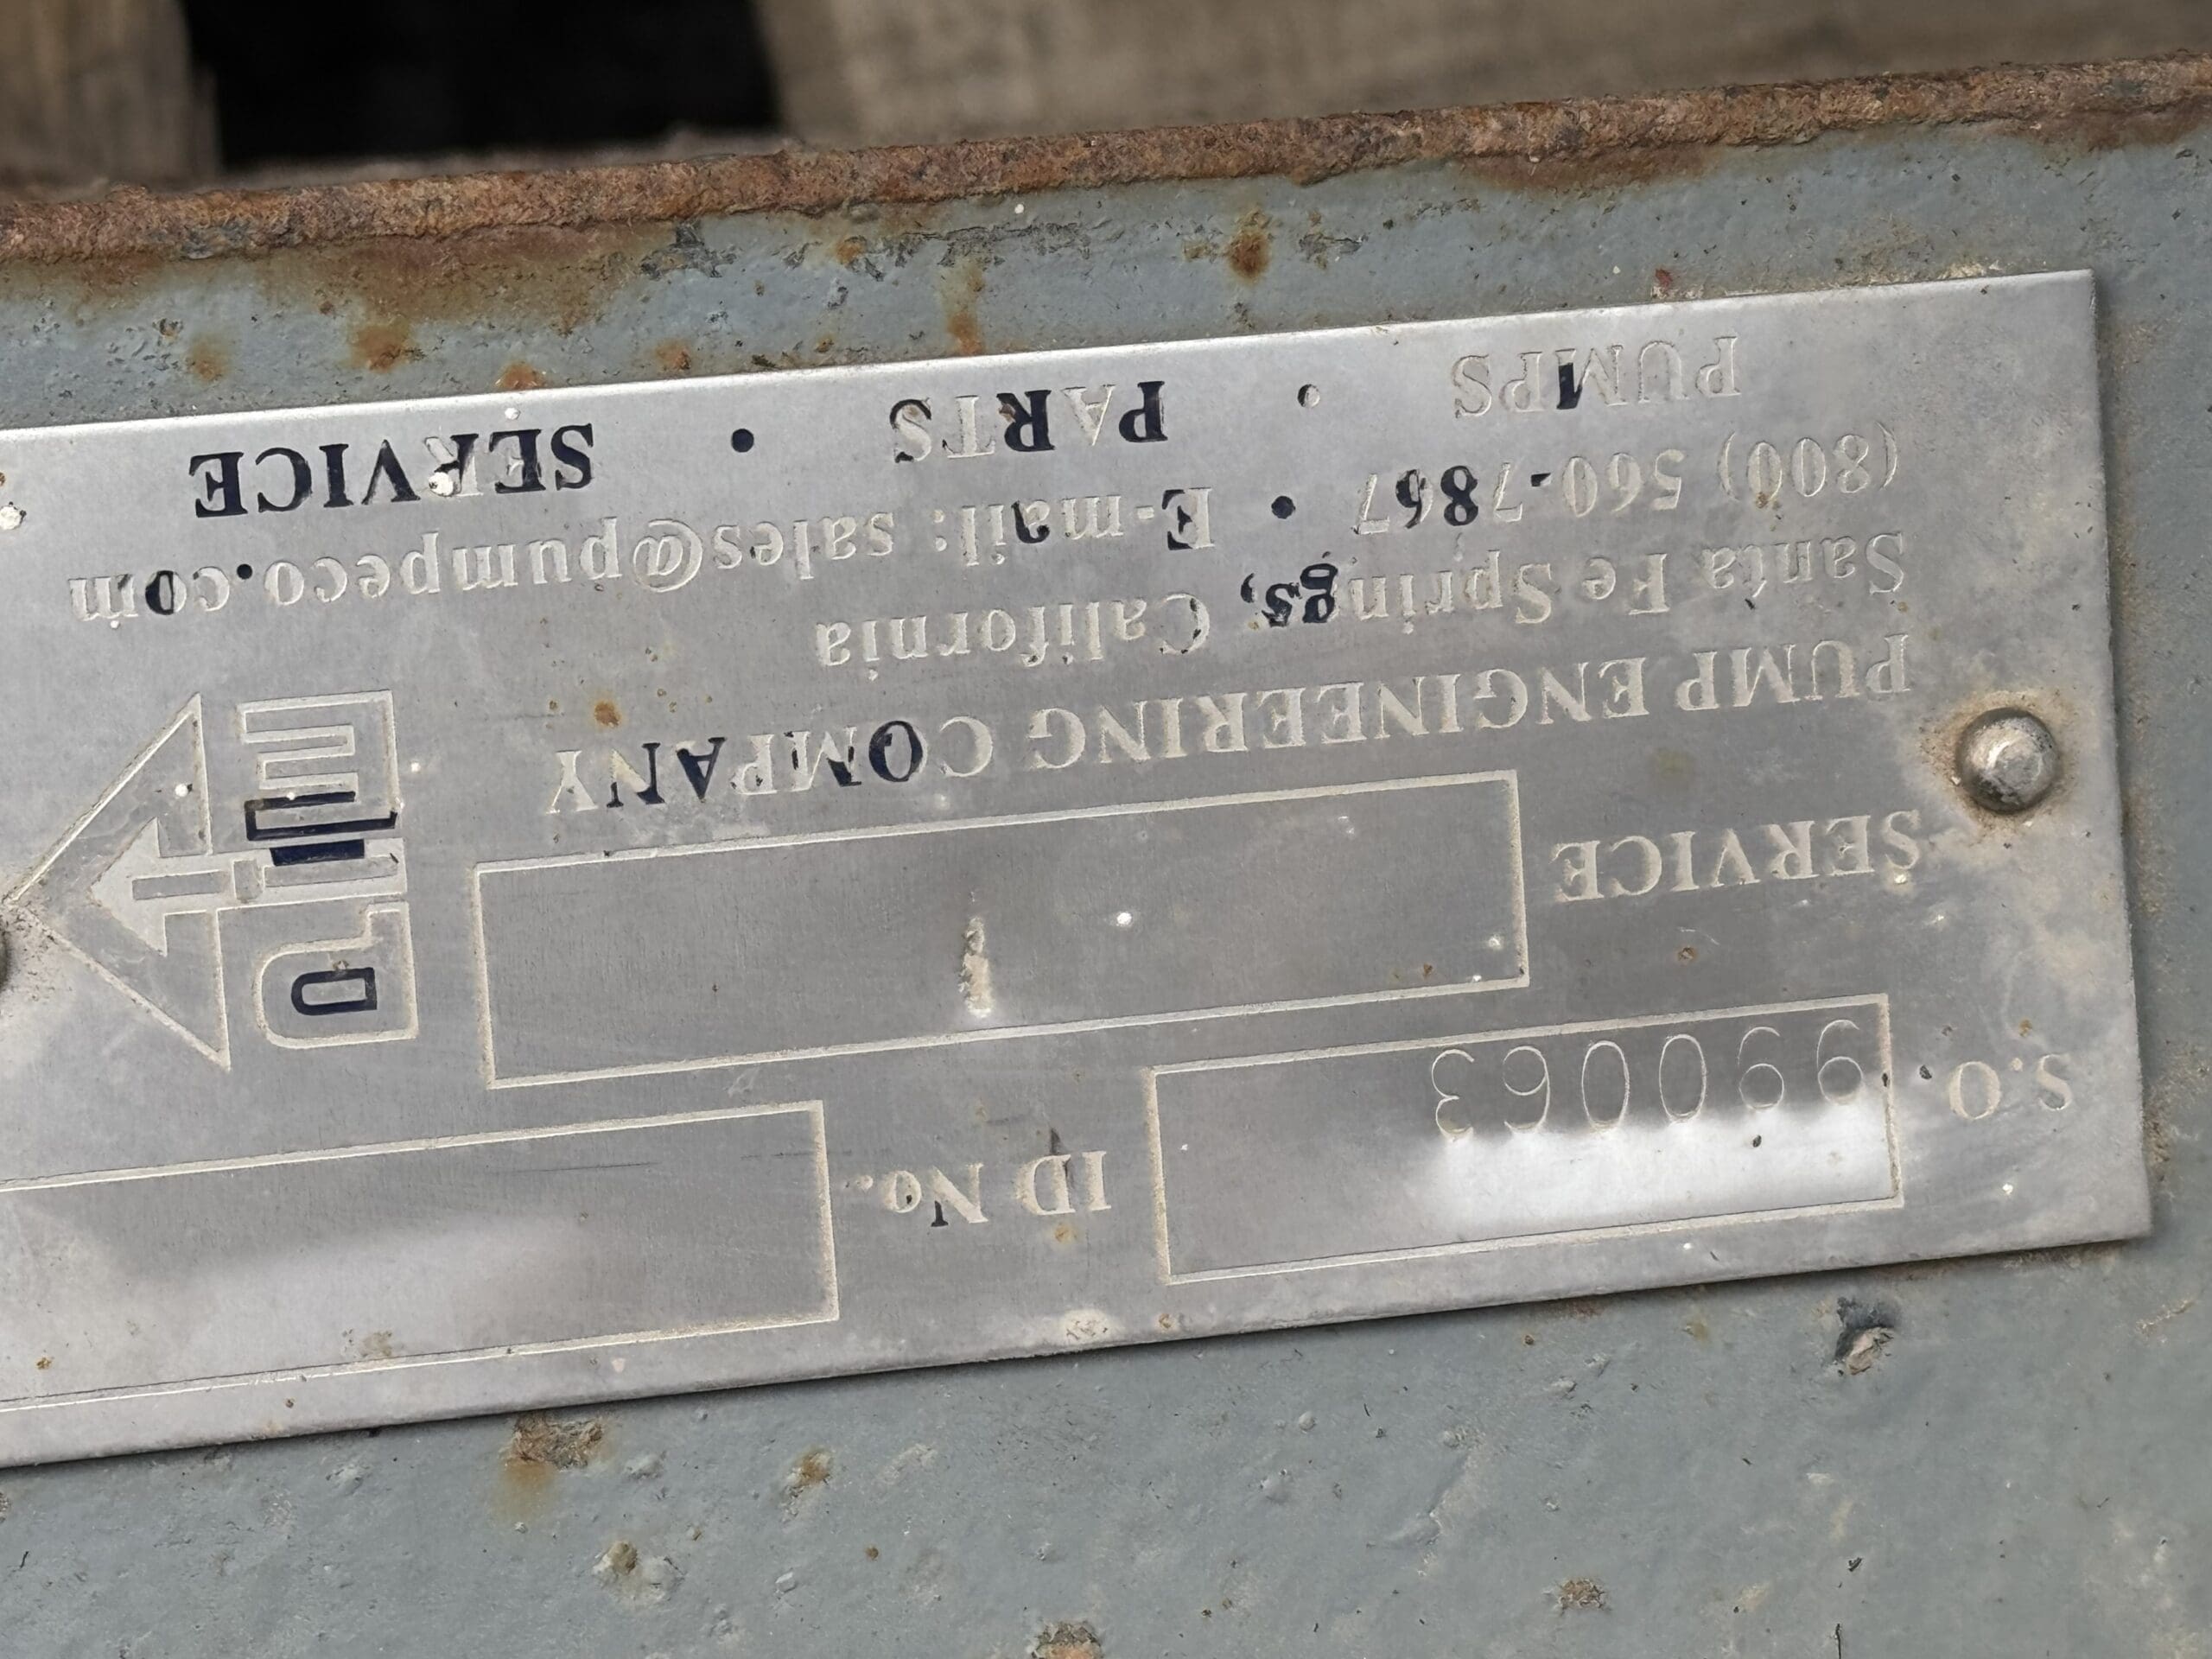 S.O. 990063 ID No.
SERVICE
PUMP ENGINEERING COMPANY
Santa Fe Springs, California
(800) 560-7867 • E-mail: sales@pumpeco.com
PUMPS • PARTS • SERVICE